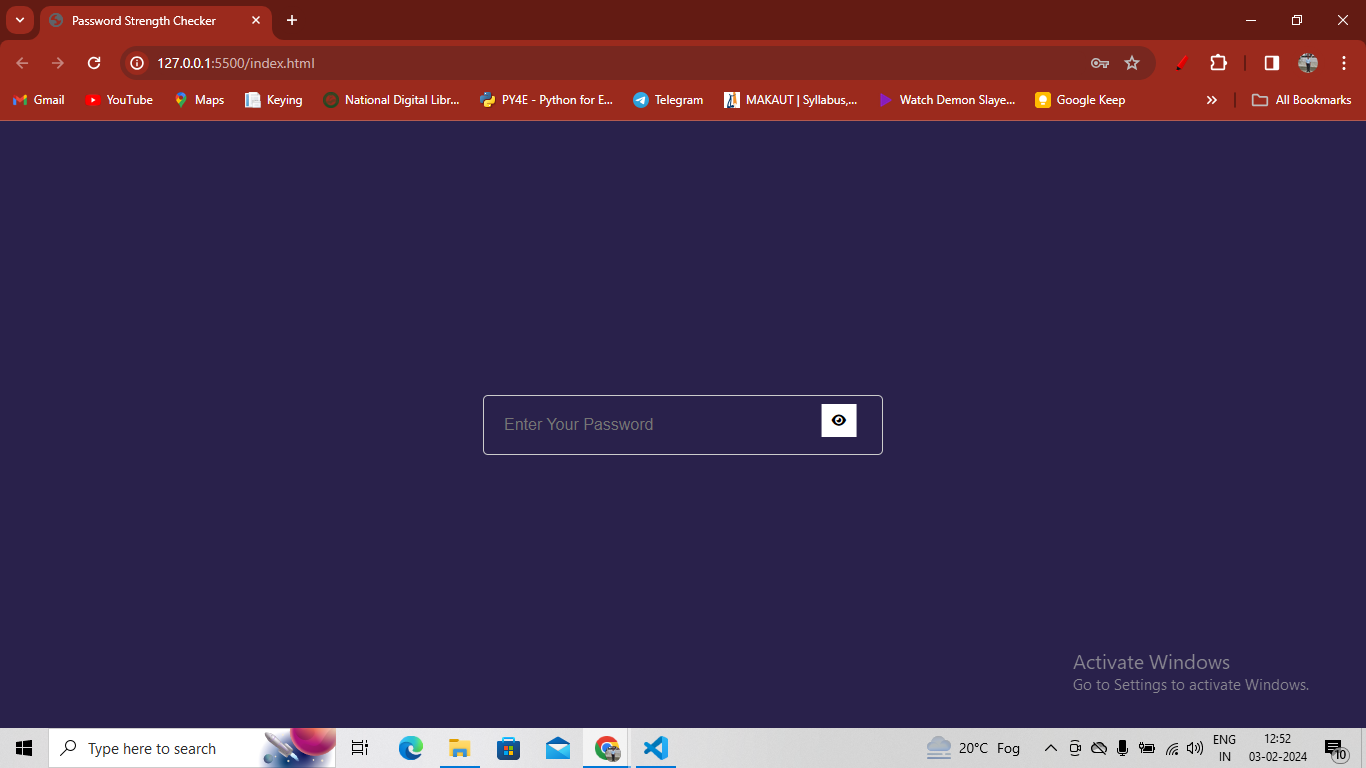 Password Strength Checker
127.0.0.1:5500/index.html
Gmail YouTube Maps Keying National Digital Libr... PY4E - Python for E... Telegram MAKAUT | Syllabus,... Watch Demon Slaye... Google Keep All Bookmarks
Enter Your Password
Activate Windows
Go to Settings to activate Windows.
Type here to search
20°C Fog
ENG
IN
12:52
03-02-2024
10